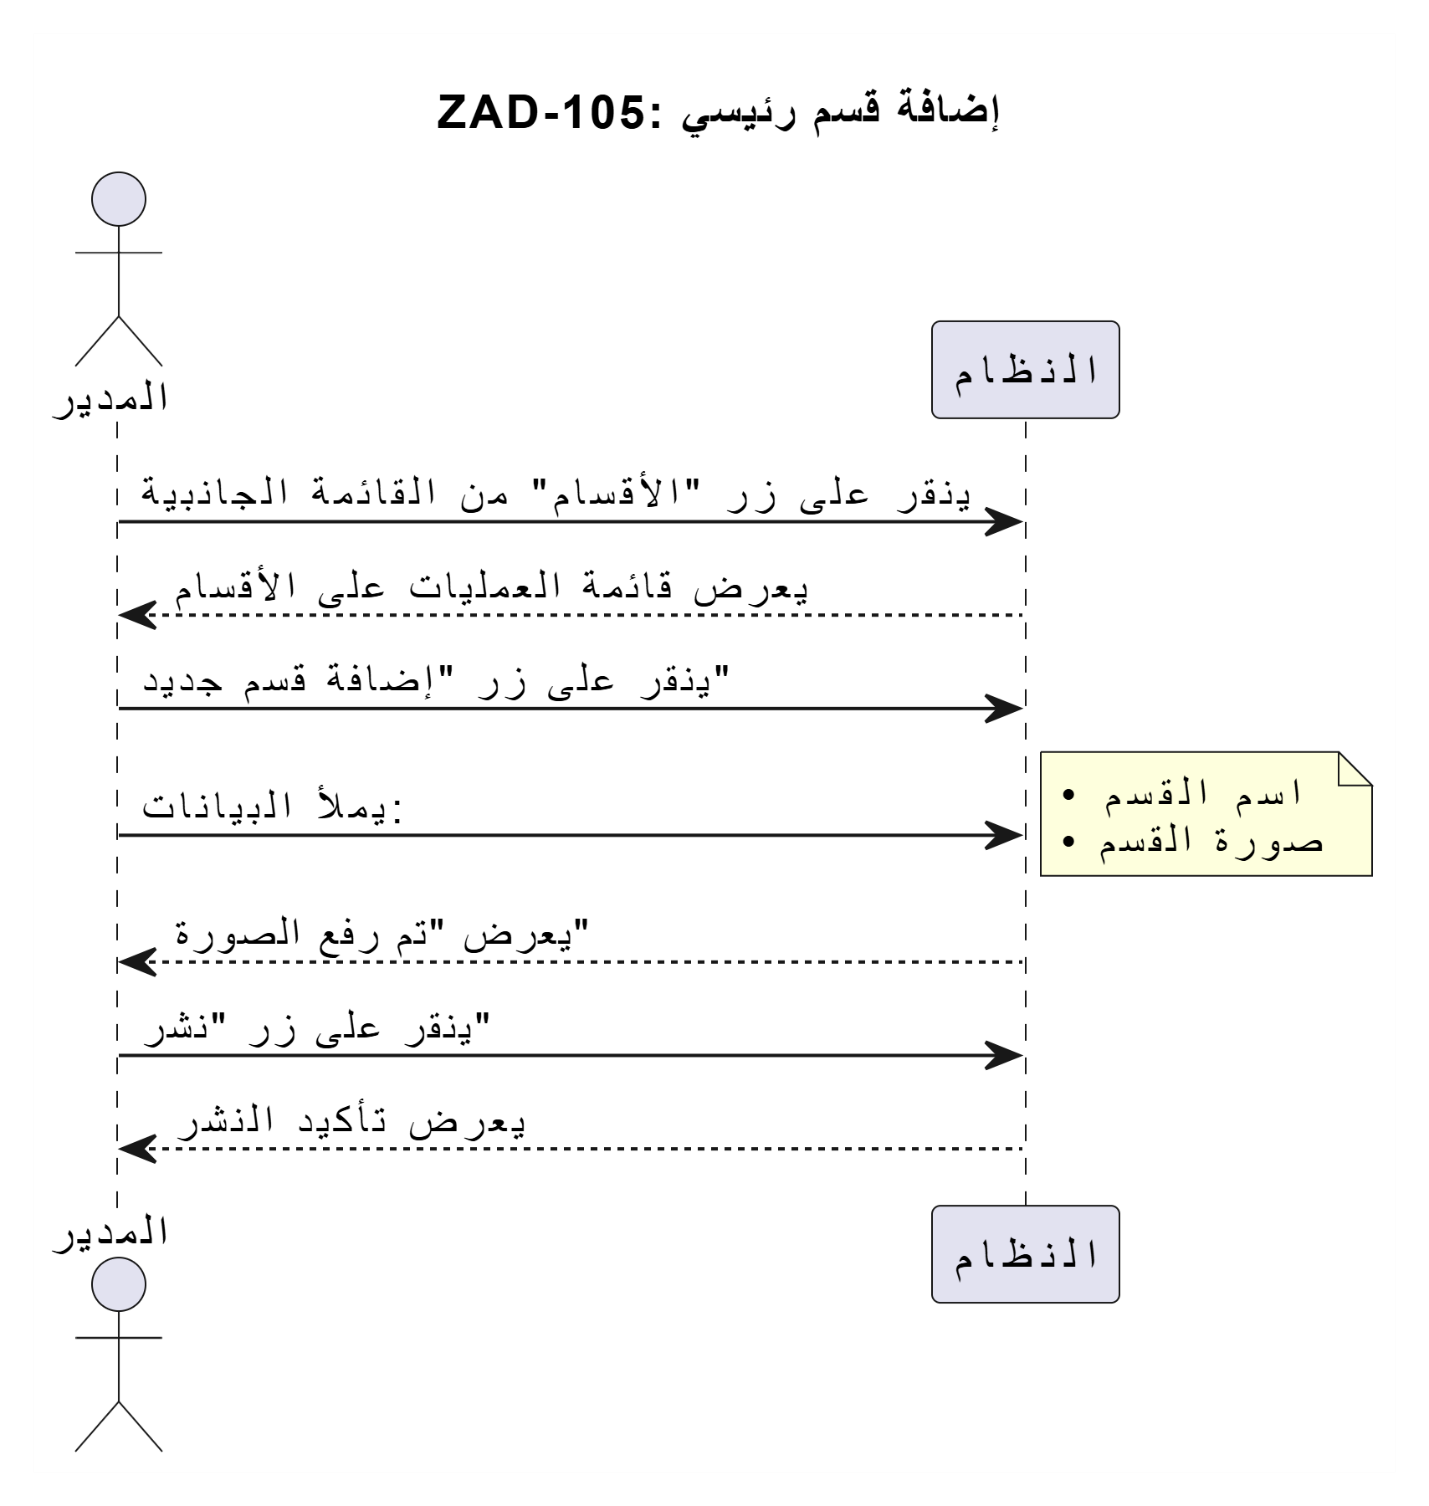 ZAD-105: إضافة قسم رئيسي
المدير
النظام
ينقر على زر "الأقسام" من القائمة الجانبية
يعرض قائمة العمليات على الأقسام
ينقر على زر "إضافة قسم جديد"
يملأ البيانات:
• اسم القسم
• صورة القسم
يعرض "تم رفع الصورة"
ينقر على زر "نشر"
يعرض تأكيد النشر
المدير
النظام